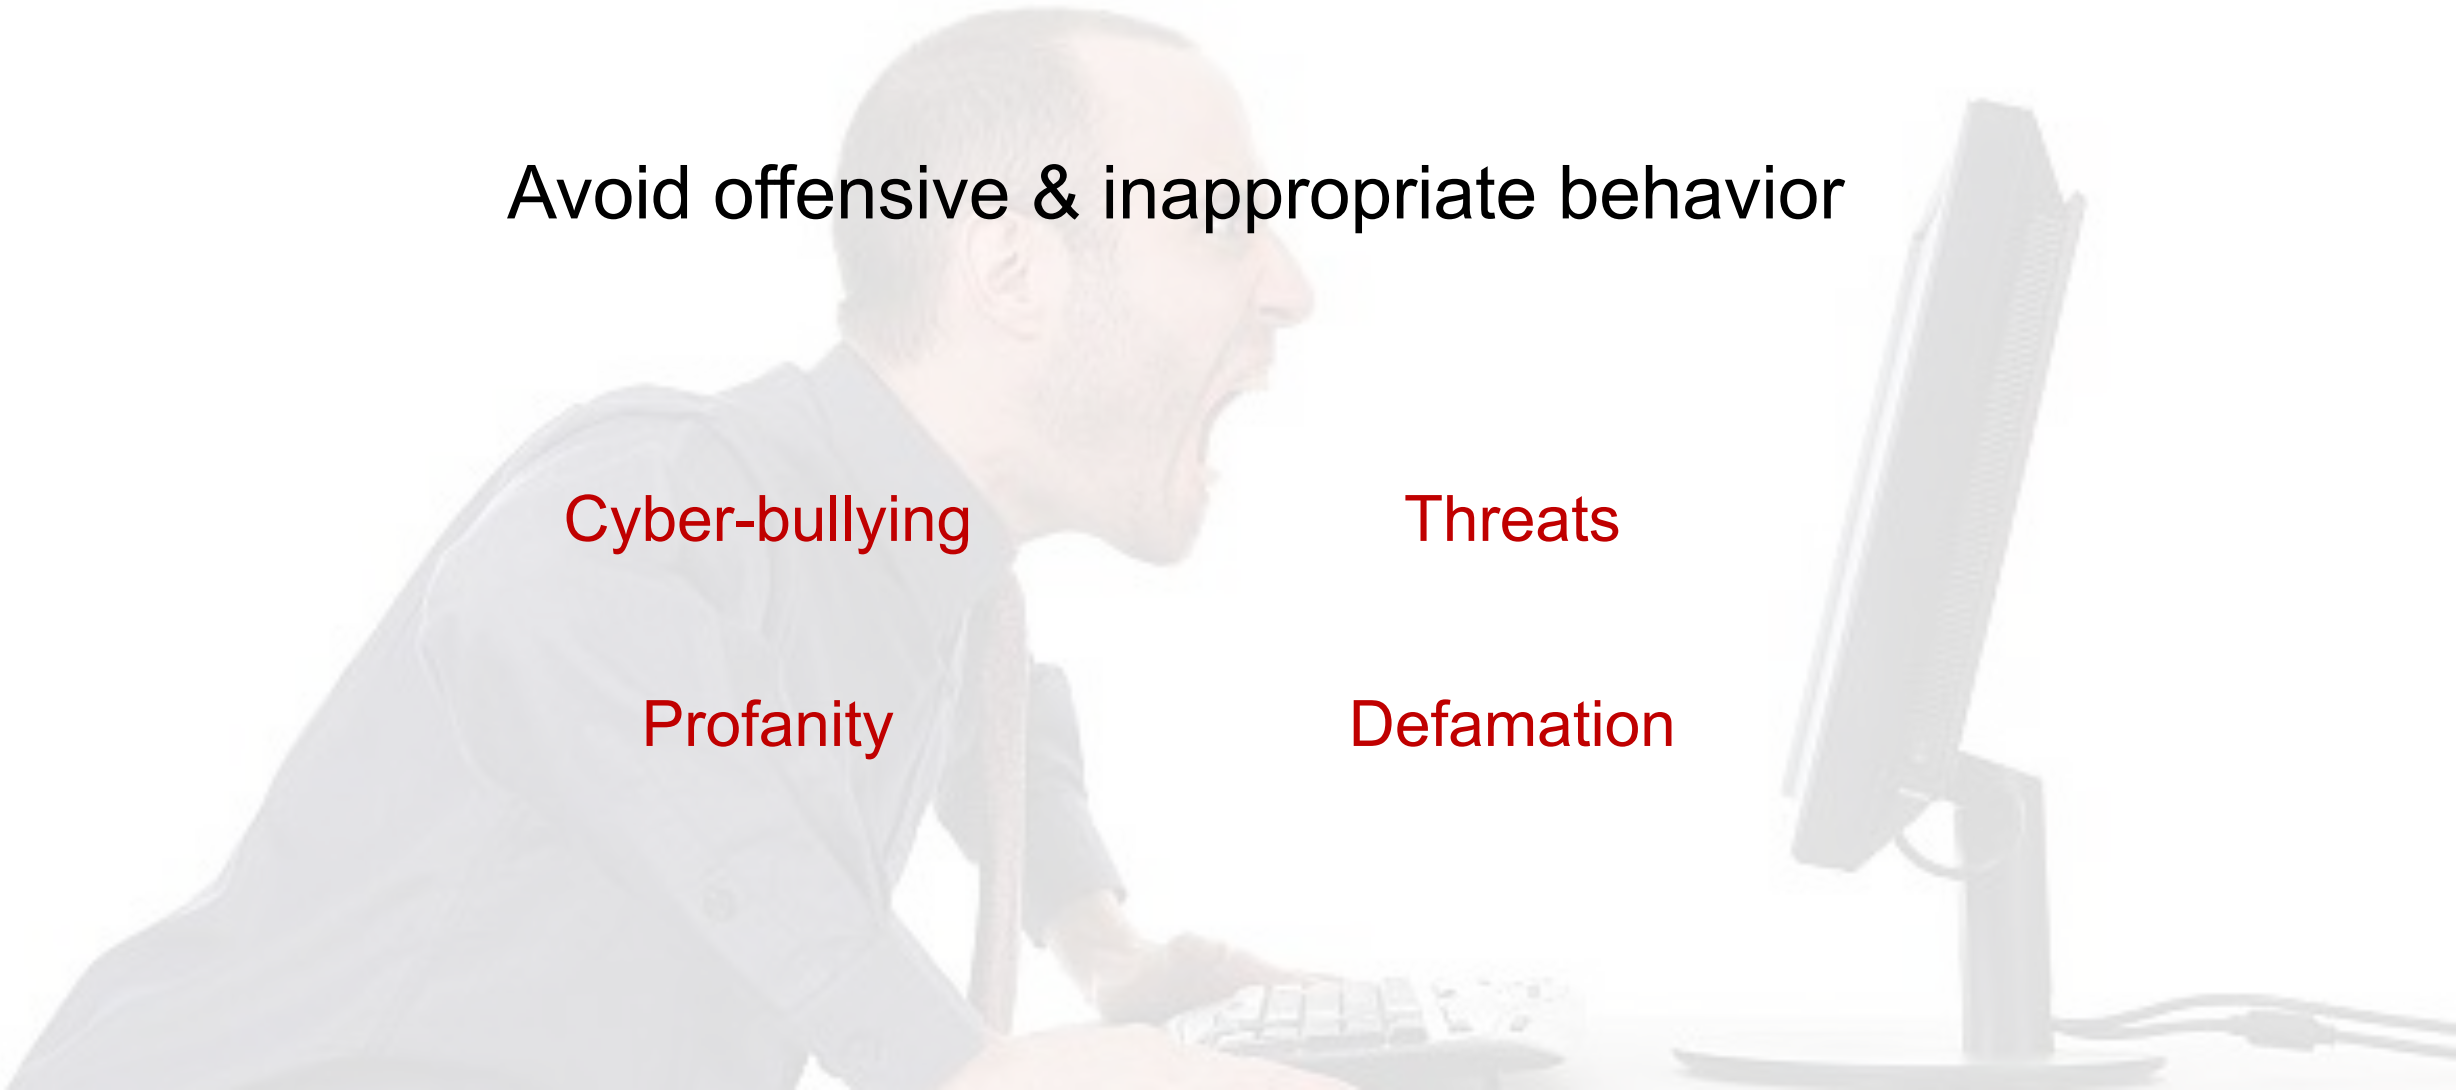 Avoid offensive & inappropriate behavior
Cyber-bullying
Threats
Profanity
Defamation